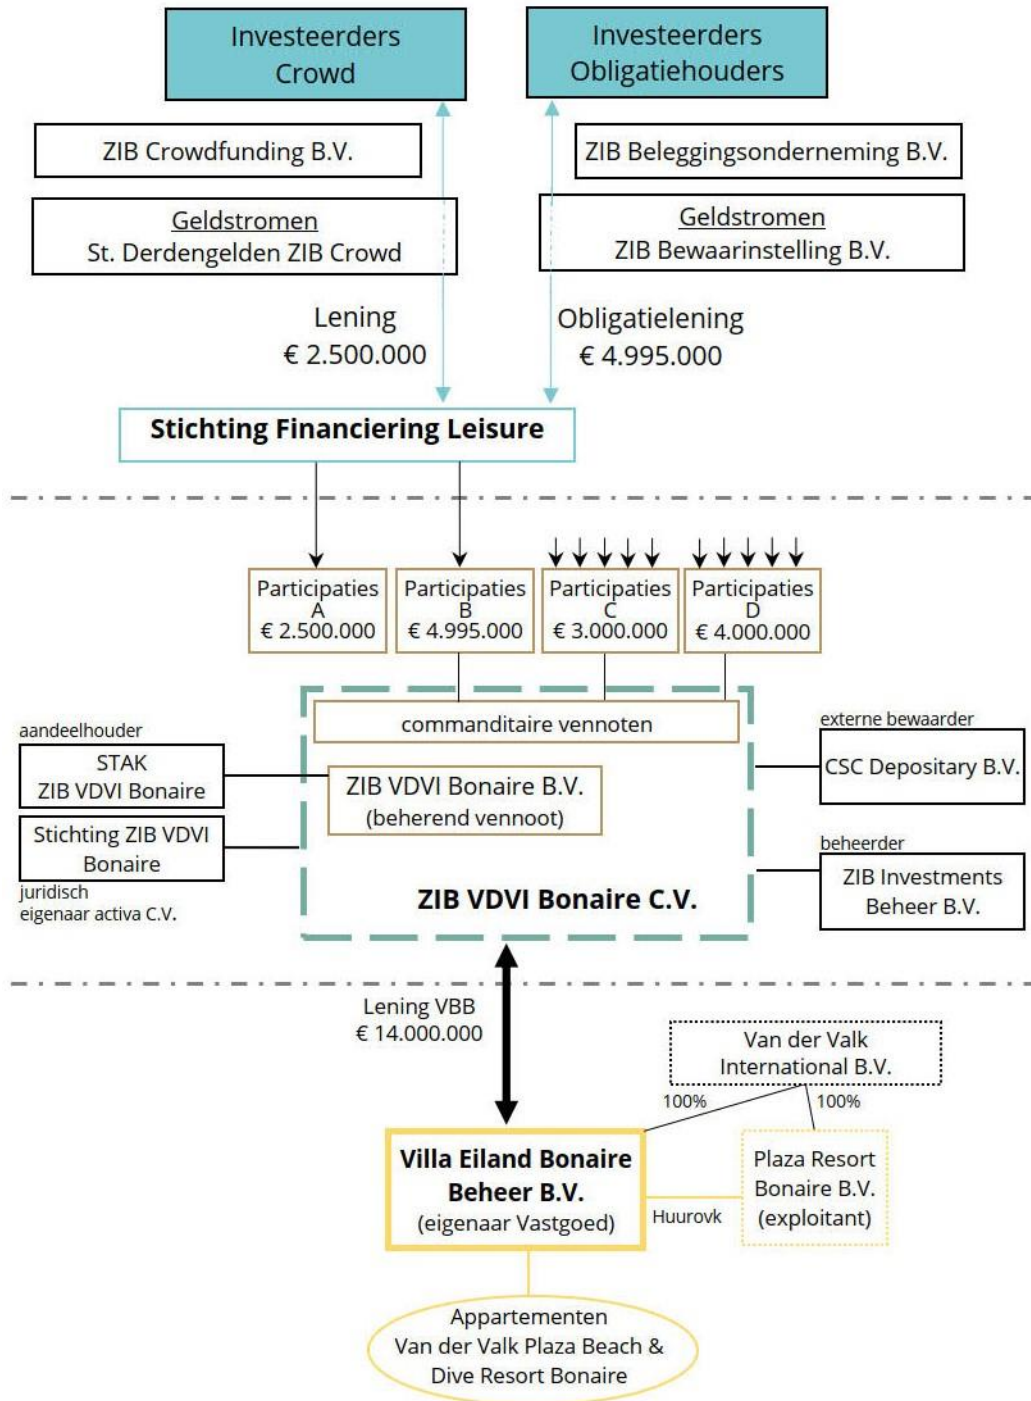 Investeerders
Crowd
Investeerders
Obligatiehouders
ZIB Crowdfunding B.V.
ZIB Beleggingsonderneming B.V.
Geldstromen
St. Derdengelden ZIB Crowd
Geldstromen
ZIB Bewaarinstelling B.V.
Lening
€ 2.500.000
Obligatielening
€ 4.995.000
Stichting Financiering Leisure
Participaties
A
€ 2.500.000
Participaties
B
€ 4.995.000
Participaties
C
€ 3.000.000
Participaties
D
€ 4.000.000
commanditaire vennoten
aandeelhouder
STAK
ZIB VDVI Bonaire
Stichting ZIB VDVI
Bonaire
juridisch
eigenaar activa C.V.
ZIB VDVI Bonaire B.V.
(beherend vennoot)
ZIB VDVI Bonaire C.V.
externe bewaarder
CSC Depositary B.V.
beheerder
ZIB Investments
Beheer B.V.
Lening VBB
€ 14.000.000
Van der Valk
International B.V.
100%
100%
Villa Eiland Bonaire
Beheer B.V.
(eigenaar Vastgoed)
Huurovk
Plaza Resort
Bonaire B.V.
(exploitant)
Appartementen
Van der Valk Plaza Beach &
Dive Resort Bonaire